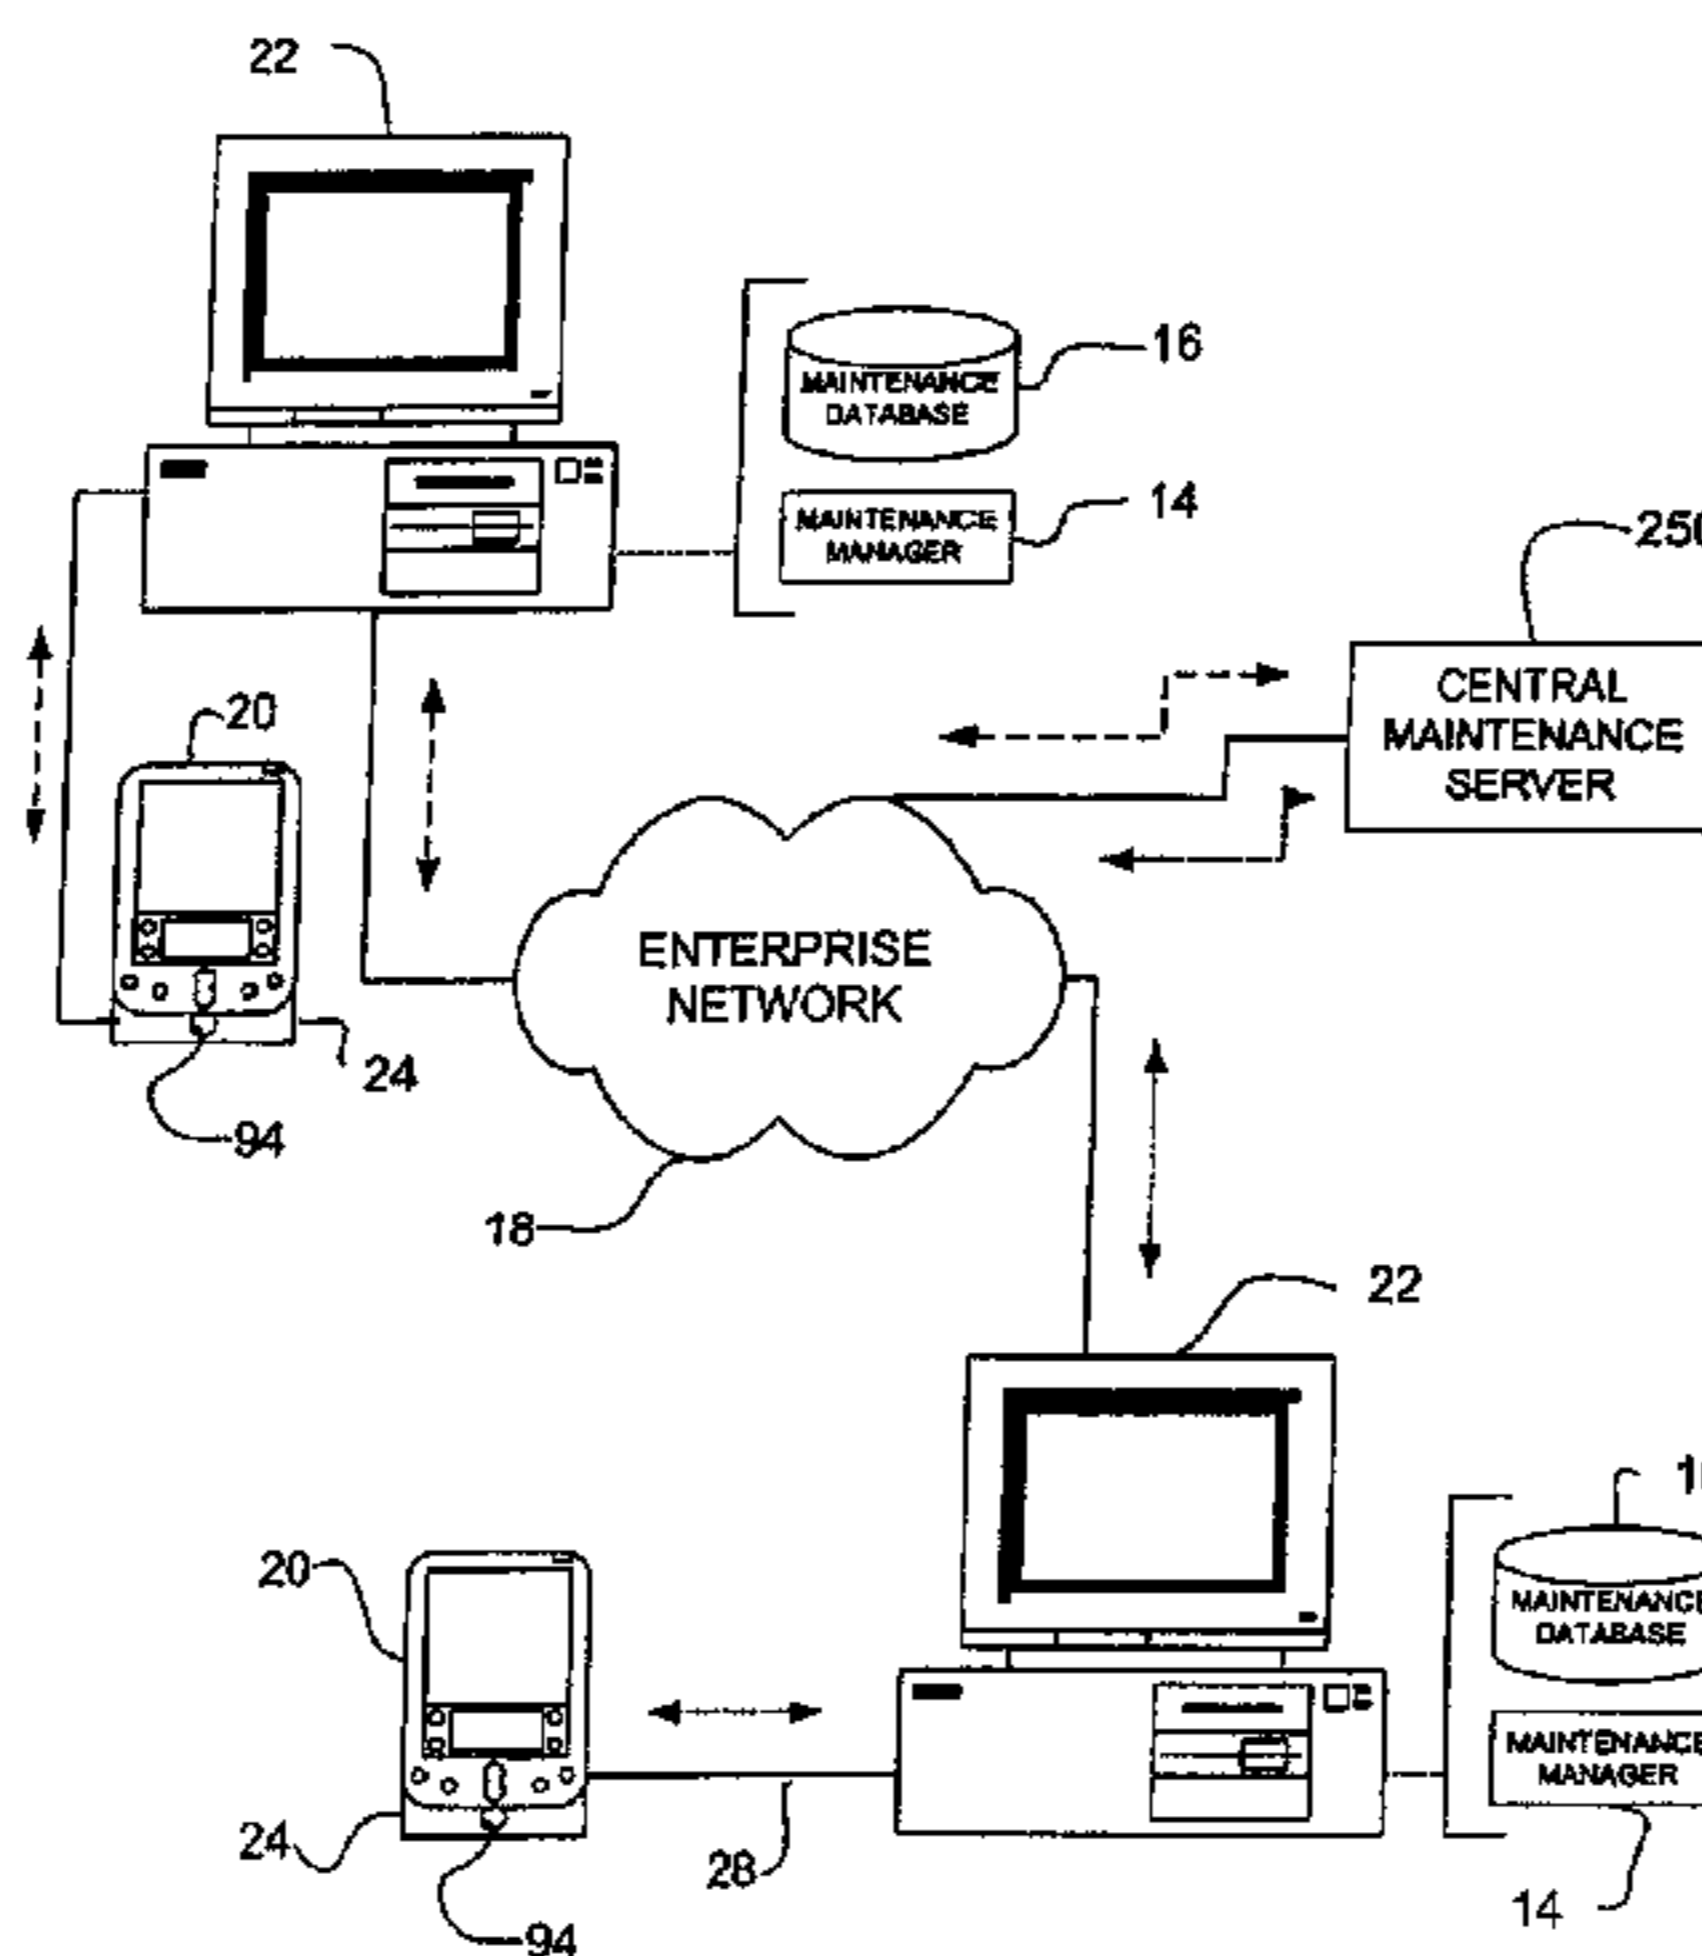 22
MAINTENANCE
DATABASE
16
MAINTENANCE
MANAGER
14
250
CENTRAL
MAINTENANCE
SERVER
20
24
94
ENTERPRISE
NETWORK
18
22
20
24
94
28
MAINTENANCE
DATABASE
MAINTENANCE
MANAGER
14